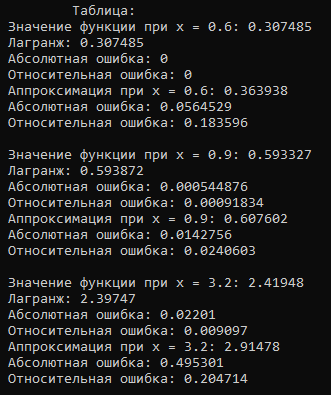 Таблица:
Значение функции при x = 0.6: 0.307485
Лагранж: 0.307485
Абсолютная ошибка: 0
Относительная ошибка: 0
Аппроксимация при x = 0.6: 0.363938
Абсолютная ошибка: 0.0564529
Относительная ошибка: 0.183596
Значение функции при x = 0.9: 0.593327
Лагранж: 0.593872
Абсолютная ошибка: 0.000544876
Относительная ошибка: 0.00091834
Аппроксимация при x = 0.9: 0.607602
Абсолютная ошибка: 0.0142756
Относительная ошибка: 0.0240603
Значение функции при x = 3.2: 2.41948
Лагранж: 2.39747
Абсолютная ошибка: 0.02201
Относительная ошибка: 0.009097
Аппроксимация при x = 3.2: 2.91478
Абсолютная ошибка: 0.495301
Относительная ошибка: 0.204714